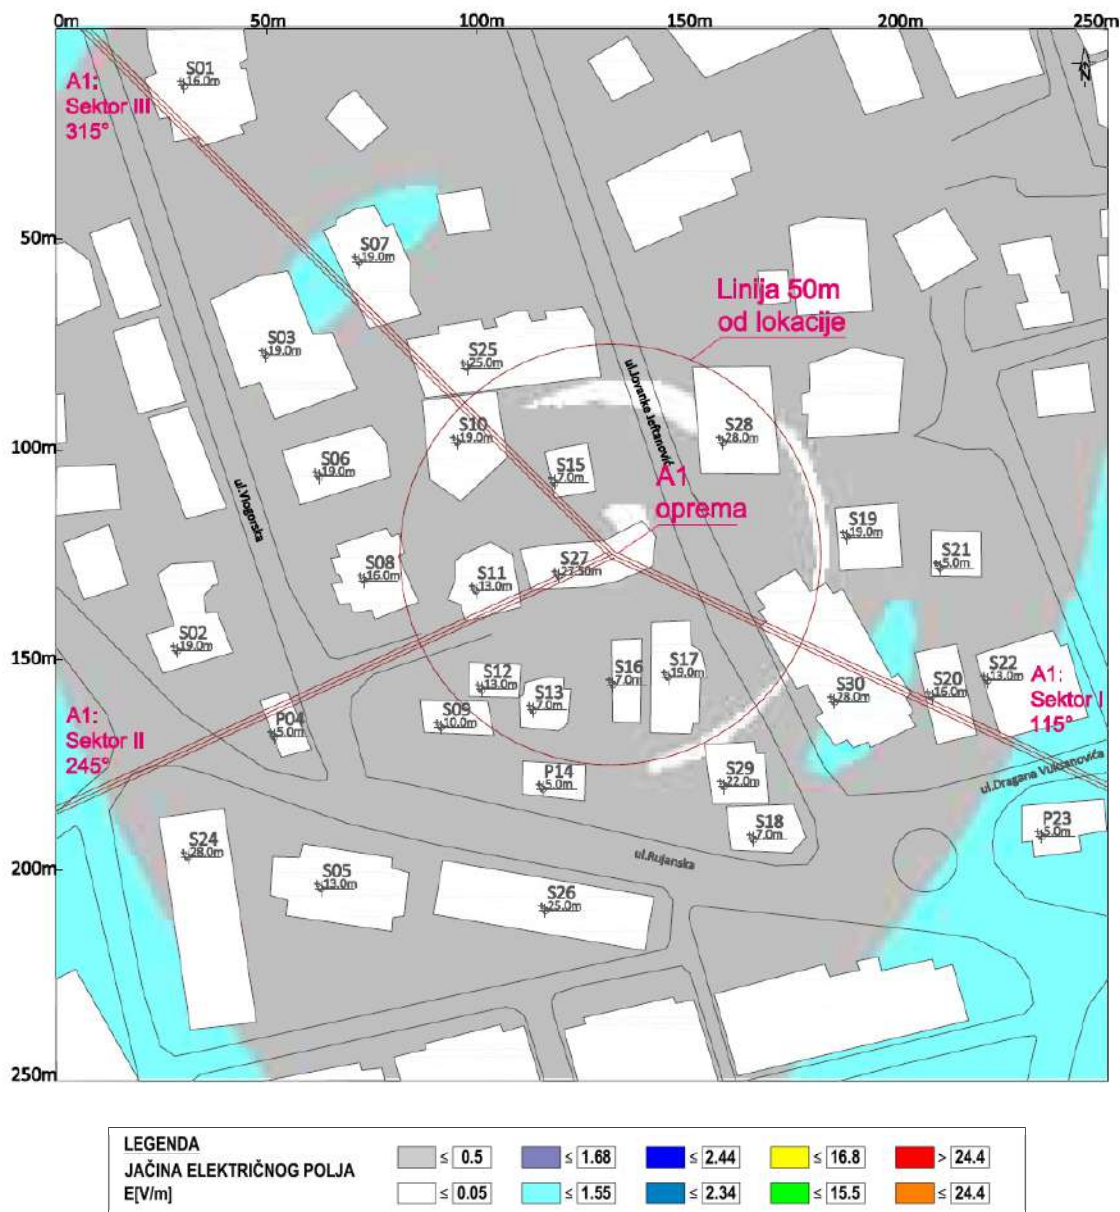 0m 50m 100m 150m 200m 250m
S01
16.0m
A1:
Sektor III
315°
S07
19.0m
50m
Linija 50m
od lokacije
S03
19.0m
S25
25.0m
ul.Jovanke Jeftanović
S10
19.0m
S28
28.0m
100m
S06
19.0m
S15
7.0m
A1
oprema
ul.Visogorska
S19
19.0m
S21
5.0m
S27
27.50m
S08
16.0m
S11
13.0m
S02
19.0m
150m
S12
13.0m
S16
7.0m
S17
19.0m
S22
13.0m
S20
16.0m
S13
7.0m
S30
28.0m
A1:
Sektor I
115°
S09
10.0m
P04
5.0m
A1:
Sektor II
245°
P14
5.0m
S29
22.0m
ul.Dragana Vuksanovića
S18
7.0m
P23
5.0m
S24
28.0m
ul.Rujanska
200m
S05
13.0m
S26
25.0m
250m
LEGENDA
JAČINA ELEKTRIČNOG POLJA
E[V/m]
≤ 0.5 ≤ 1.68 ≤ 2.44 ≤ 16.8 > 24.4
≤ 0.05 ≤ 1.55 ≤ 2.34 ≤ 15.5 ≤ 24.4